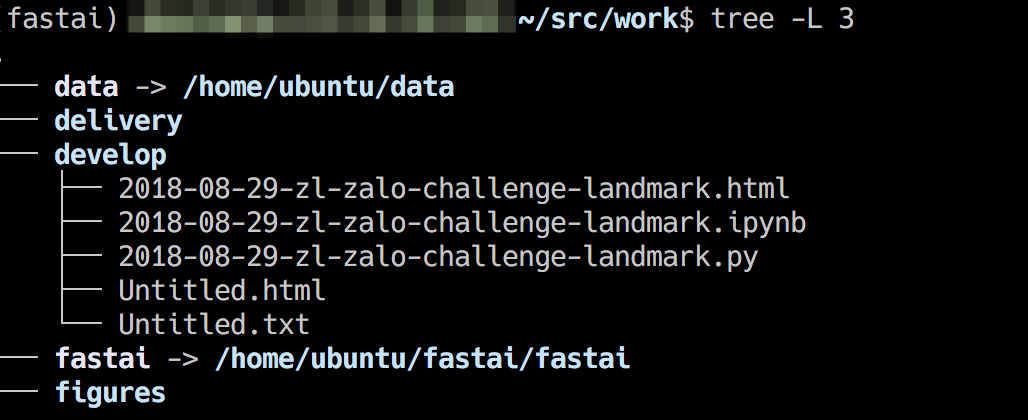 (fastai) ~/src/work$ tree -L 3
.
── data -> /home/ubuntu/data
── delivery
── develop
├── 2018-08-29-zl-zalo-challenge-landmark.html
├── 2018-08-29-zl-zalo-challenge-landmark.ipynb
├── 2018-08-29-zl-zalo-challenge-landmark.py
├── Untitled.html
└── Untitled.txt
── fastai -> /home/ubuntu/fastai/fastai
── figures